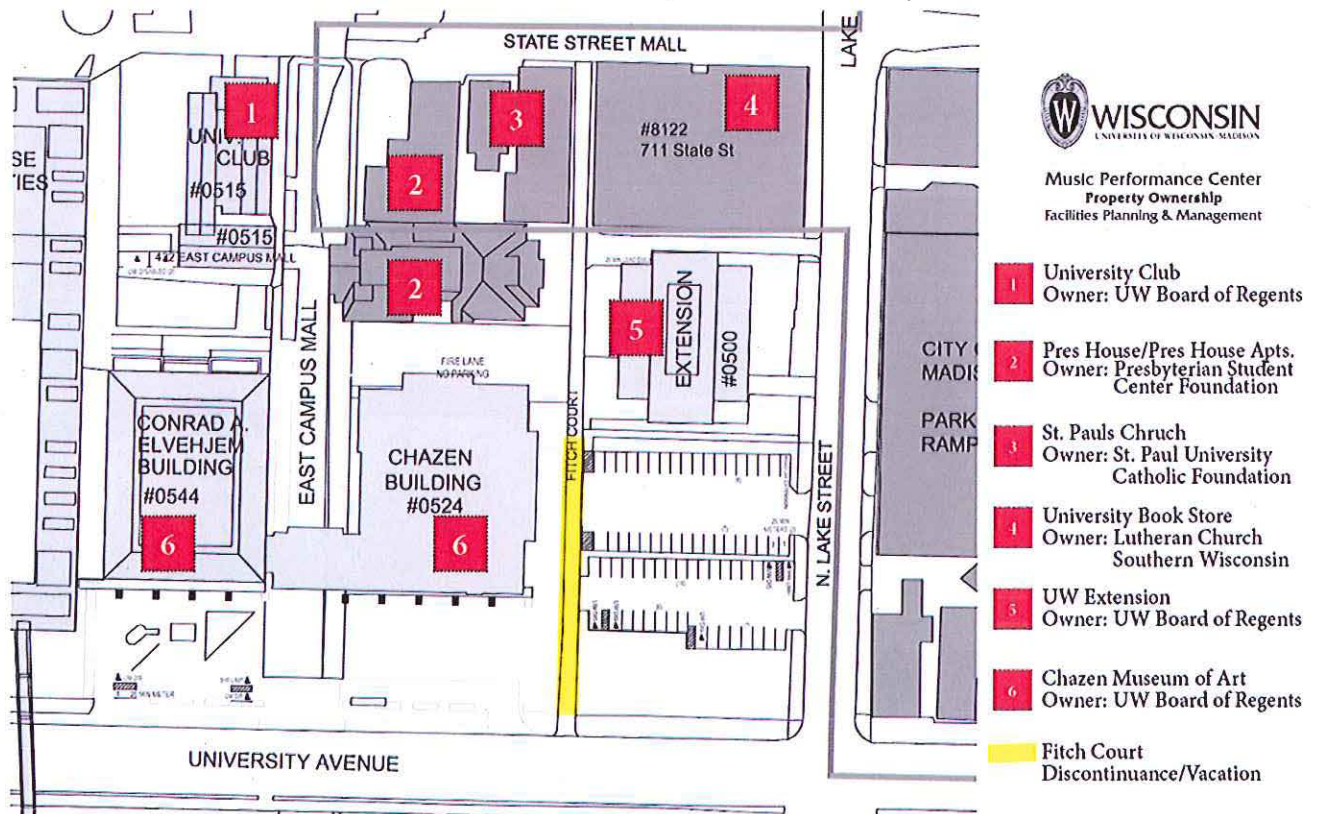 STATE STREET MALL
LAKE
1
UNIV.
CLUB
#0515
#0515
432 EAST CAMPUS MALL
SE
TIES
2
3
4
#8122
711 State St
2
5
EXTENSION
#0500
FIRE LANE
NO PARKING
EAST CAMPUS MALL
CONRAD A.
ELVEHJEM
BUILDING
#0544
6
CHAZEN
BUILDING
#0524
6
FITCH COURT
N. LAKE STREET
CITY O
MADIS
PARK
RAMP
UNIVERSITY AVENUE
W
WISCONSIN
UNIVERSITY OF WISCONSIN-MADISON
Music Performance Center
Property Ownership
Facilities Planning & Management
1
University Club
Owner: UW Board of Regents
2
Pres House/Pres House Apts.
Owner: Presbyterian Student
Center Foundation
3
St. Pauls Chruch
Owner: St. Paul University
Catholic Foundation
4
University Book Store
Owner: Lutheran Church
Southern Wisconsin
5
UW Extension
Owner: UW Board of Regents
6
Chazen Museum of Art
Owner: UW Board of Regents
Fitch Court
Discontinuance/Vacation